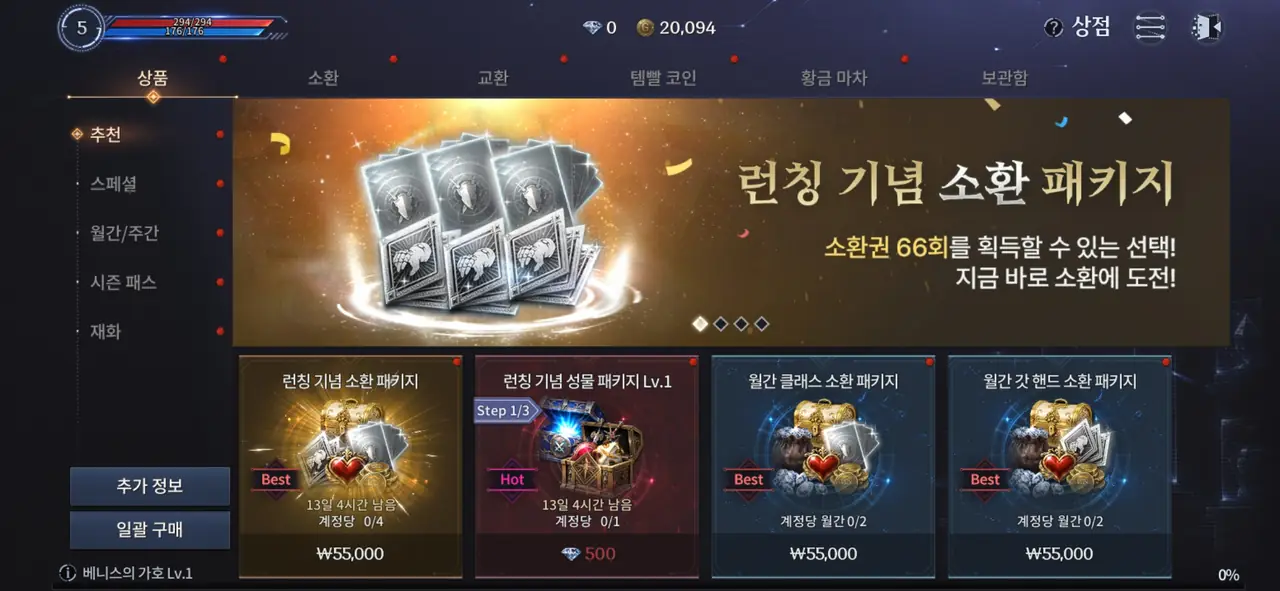 5
294/294
176/176
0
20,094
? 상점
상품
소환
교환
템빨 코인
황금 마차
보관함
추천
스페셜
월간/주간
시즌 패스
재화
추가 정보
일괄 구매
베니스의 가호 Lv.1
런칭 기념 소환 패키지
소환권 66회를 획득할 수 있는 선택!
지금 바로 소환에 도전!
런칭 기념 소환 패키지
Best
13일 4시간 남음
계정당 0/4
₩55,000
런칭 기념 성물 패키지 Lv.1
Step 1/3
Hot
13일 4시간 남음
계정당 0/1
500
월간 클래스 소환 패키지
Best
계정당 월간 0/2
₩55,000
월간 갓 핸드 소환 패키지
Best
계정당 월간 0/2
₩55,000
0%